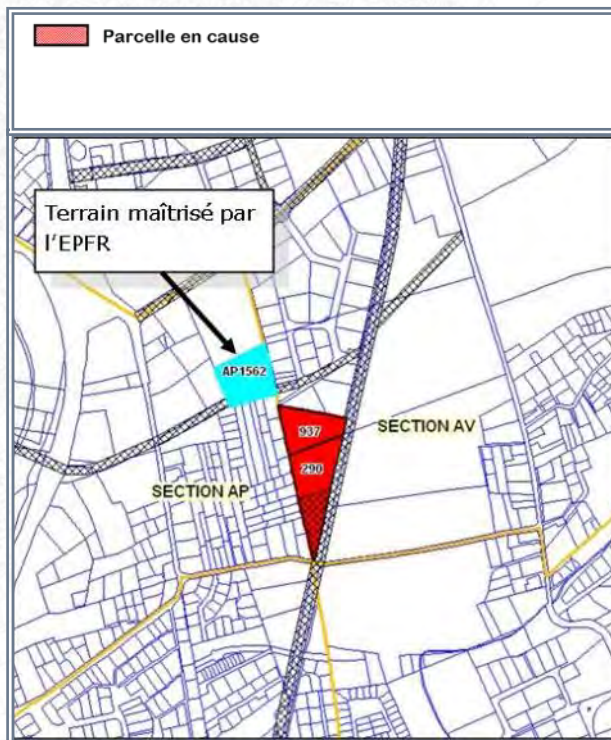 Parcelle en cause
Terrain maîtrisé par
l'EPFR
AP1562
937
SECTION AV
290
SECTION AP